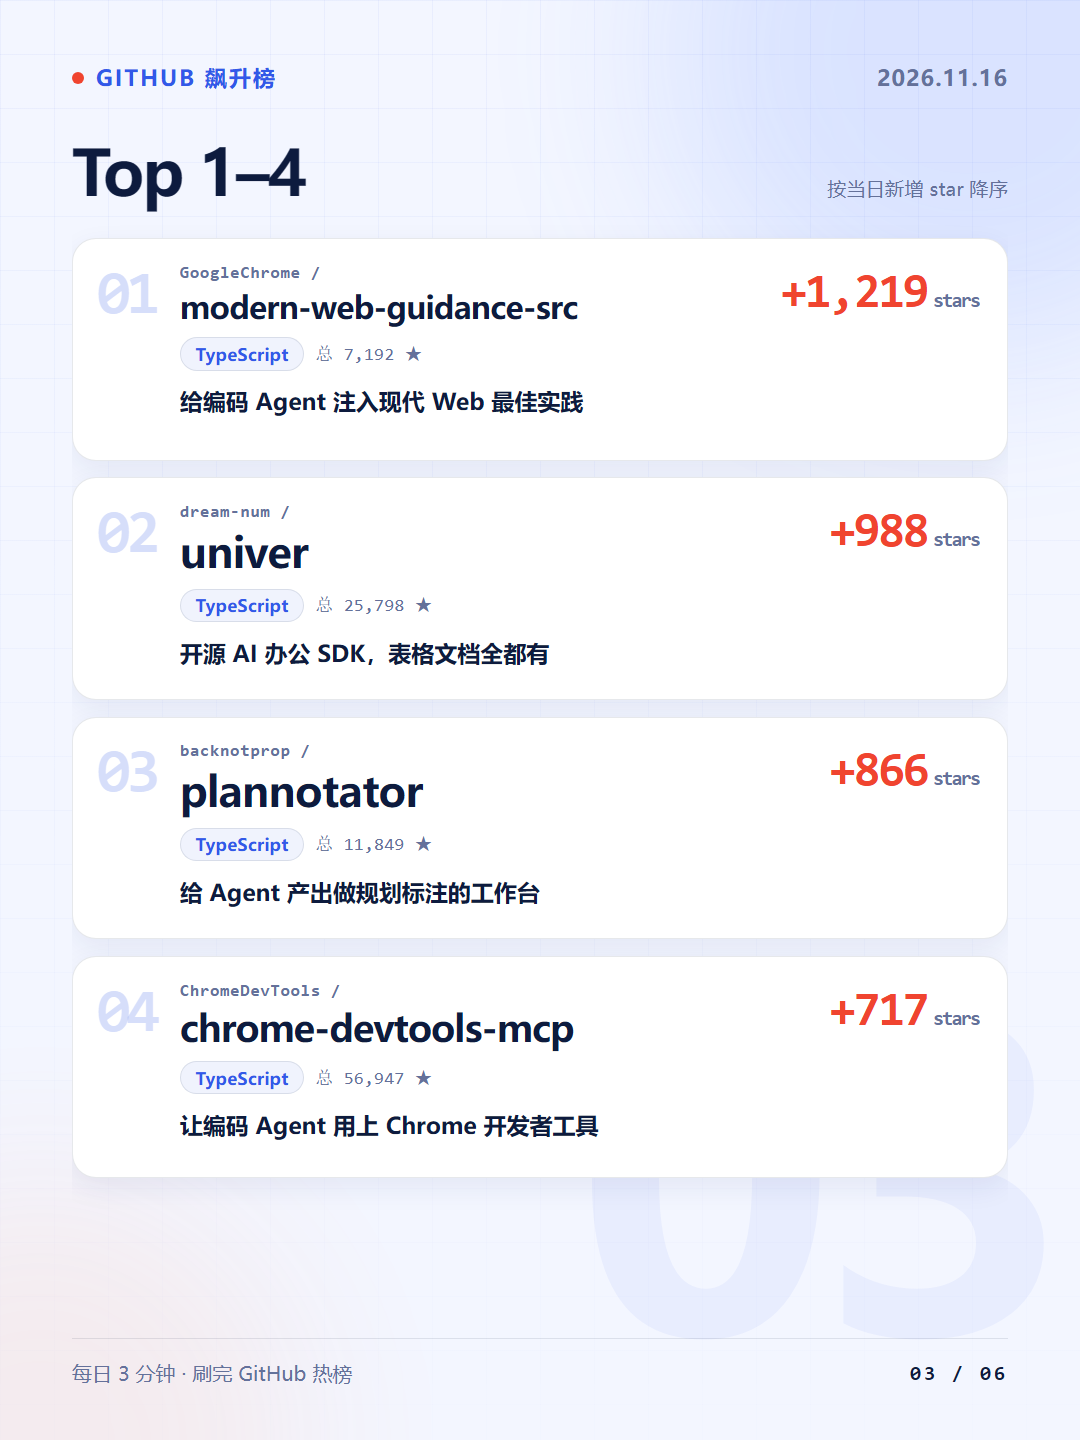 GITHUB 飙升榜
2026.11.16
Top 1–4
按当日新增 star 降序
01
GoogleChrome /
modern-web-guidance-src
+1,219 stars
TypeScript 总 7,192 ★
给编码 Agent 注入现代 Web 最佳实践
02
dream-num /
univer
+988 stars
TypeScript 总 25,798 ★
开源 AI 办公 SDK，表格文档全都有
03
backnotprop /
plannotator
+866 stars
TypeScript 总 11,849 ★
给 Agent 产出做规划标注的工作台
04
ChromeDevTools /
chrome-devtools-mcp
+717 stars
TypeScript 总 56,947 ★
让编码 Agent 用上 Chrome 开发者工具
03
每日 3 分钟 · 刷完 GitHub 热榜
03 / 06